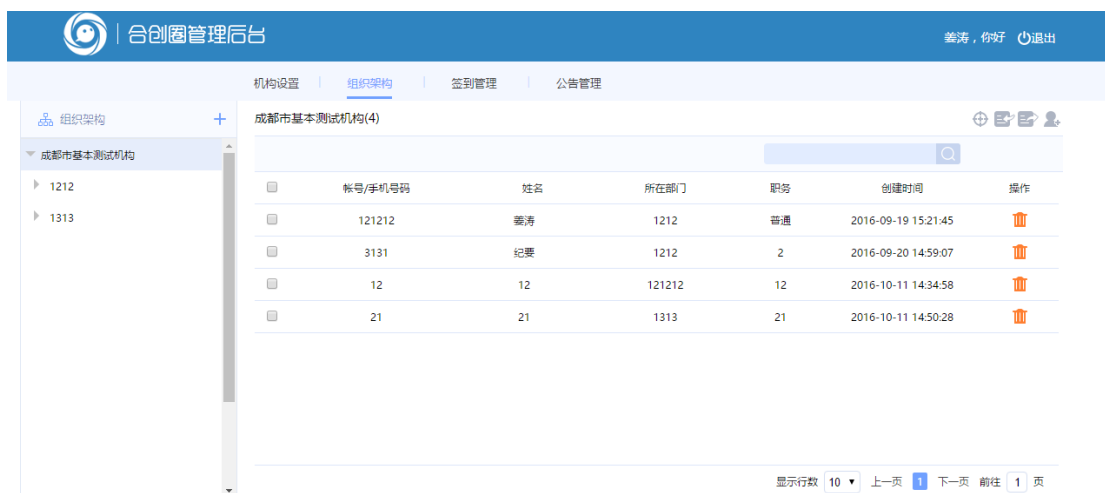 合创圈管理后台
姜涛，你好 退出
机构设置 组织架构 签到管理 公告管理
组织架构
成都市基本测试机构(4)
成都市基本测试机构
1212
1313
帐号/手机号码 姓名 所在部门 职务 创建时间 操作
121212 姜涛 1212 普通 2016-09-19 15:21:45
3131 纪要 1212 2 2016-09-20 14:59:07
12 12 121212 12 2016-10-11 14:34:58
21 21 1313 21 2016-10-11 14:50:28
显示行数 10 上一页 1 下一页 前往 1 页